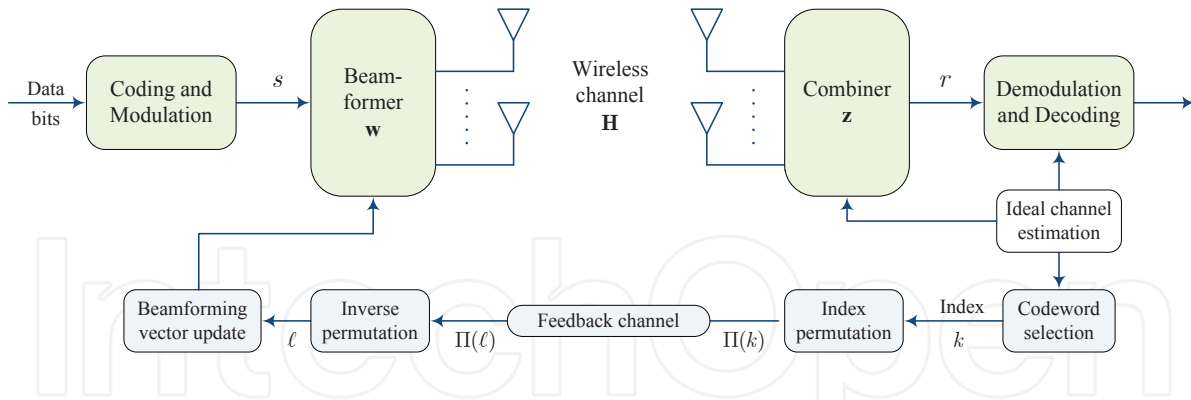 Data
bits
Coding and
Modulation
s
Beam-
former
w
Wireless
channel
H
Combiner
z
r
Demodulation
and Decoding
Ideal channel
estimation
Beamforming
vector update
ℓ
Inverse
permutation
Π(ℓ)
Feedback channel
Π(k)
Index
permutation
Index
k
Codeword
selection
IntechOpen